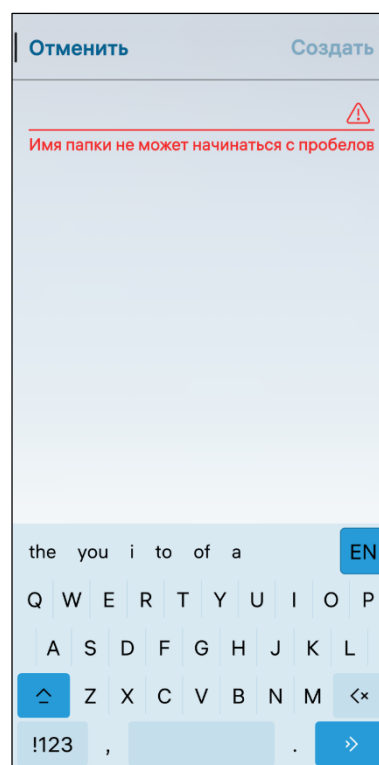 Отменить Создать
Имя папки не может начинаться с пробелов
the you i to of a EN
Q W E R T Y U I O P
A S D F G H J K L
Z X C V B N M
!123 , .